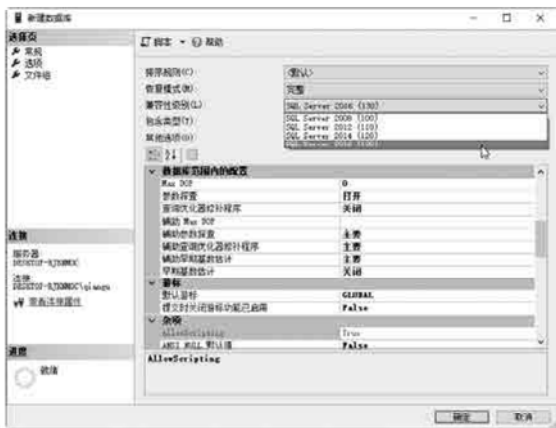 新建数据库
选择页
常规
选项
文件组
脚本 帮助
排序规则(C) <默认>
恢复模式(M) 完整
兼容性级别(L) SQL Server 2016 (130)
包含类型(T) SQL Server 2008 (100)
SQL Server 2012 (110)
其他选项(O) SQL Server 2014 (120)
SQL Server 2016 (130)
数据库范围内的配置
Max DOP 0
参数探查 打开
查询优化器修补程序 关闭
辅助 Max DOP
辅助参数探查 主要
辅助查询优化器修补程序 主要
辅助早期基数估计 主要
早期基数估计 关闭
游标
默认游标 GLOBAL
提交时关闭游标功能已启用 False
杂项
AllowScripting True
ANSI NULL 默认值 False
AllowScripting
连接
服务器
连接
查看连接属性
进度
就绪
确定 取消